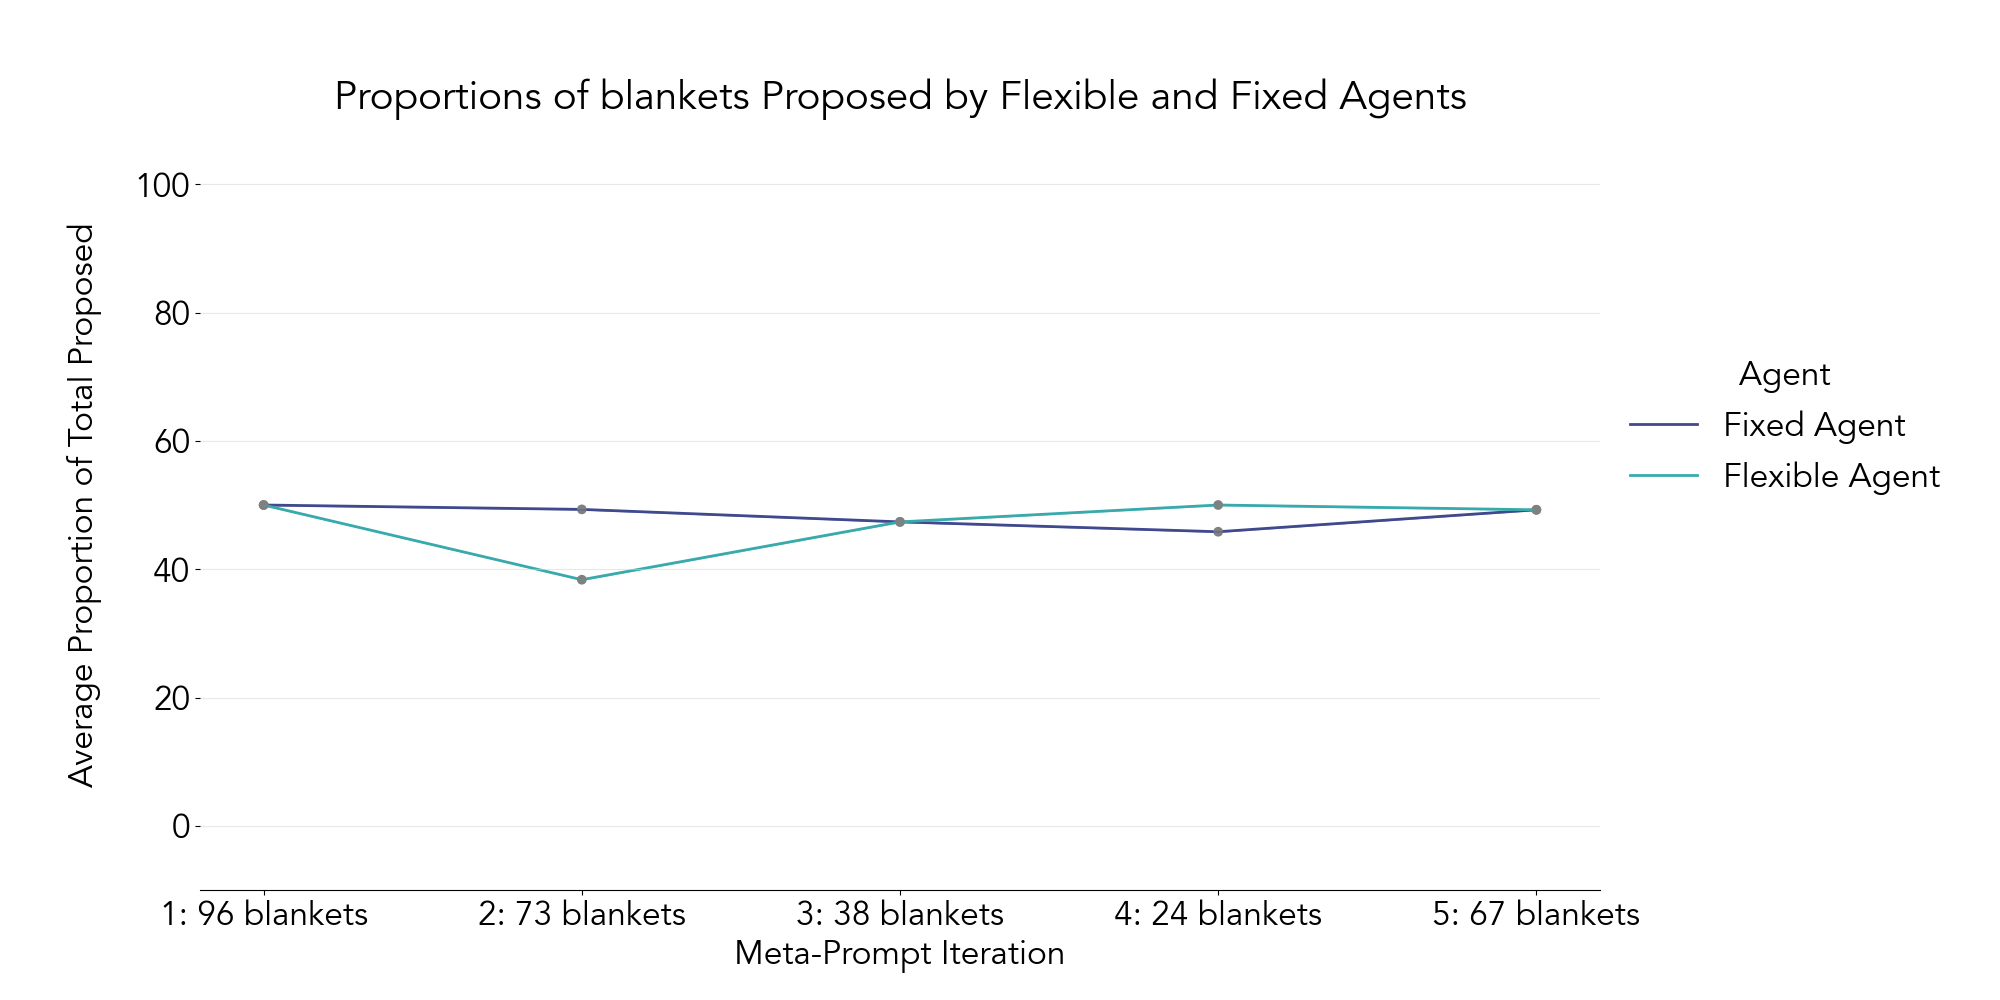 Proportions of blankets Proposed by Flexible and Fixed Agents
Average Proportion of Total Proposed
100
80
60
40
20
0
1: 96 blankets
2: 73 blankets
3: 38 blankets
4: 24 blankets
5: 67 blankets
Meta-Prompt Iteration
Agent
Fixed Agent
Flexible Agent